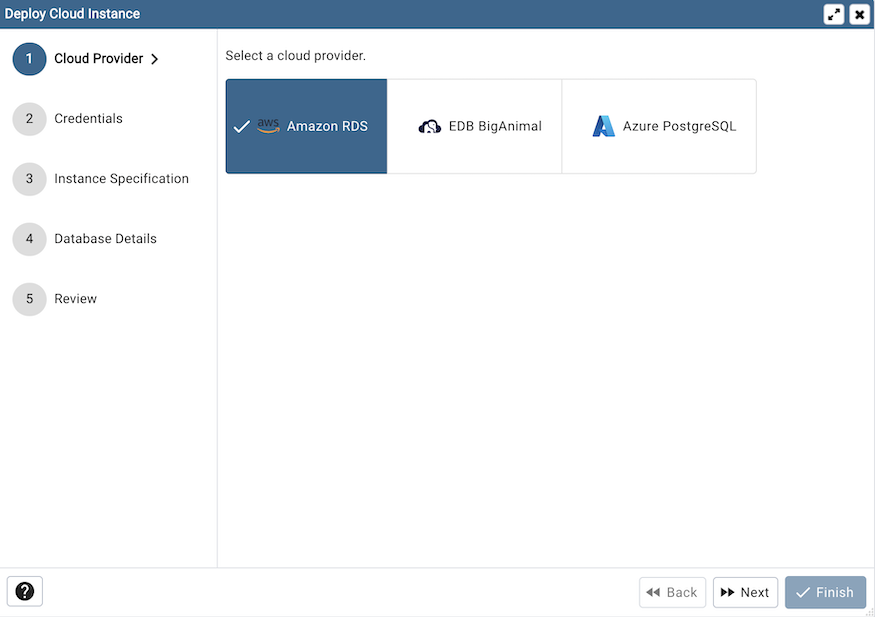 Deploy Cloud Instance
1 Cloud Provider
2 Credentials
3 Instance Specification
4 Database Details
5 Review
Select a cloud provider.
aws Amazon RDS
EDB BigAnimal
Azure PostgreSQL
?
Back
Next
Finish